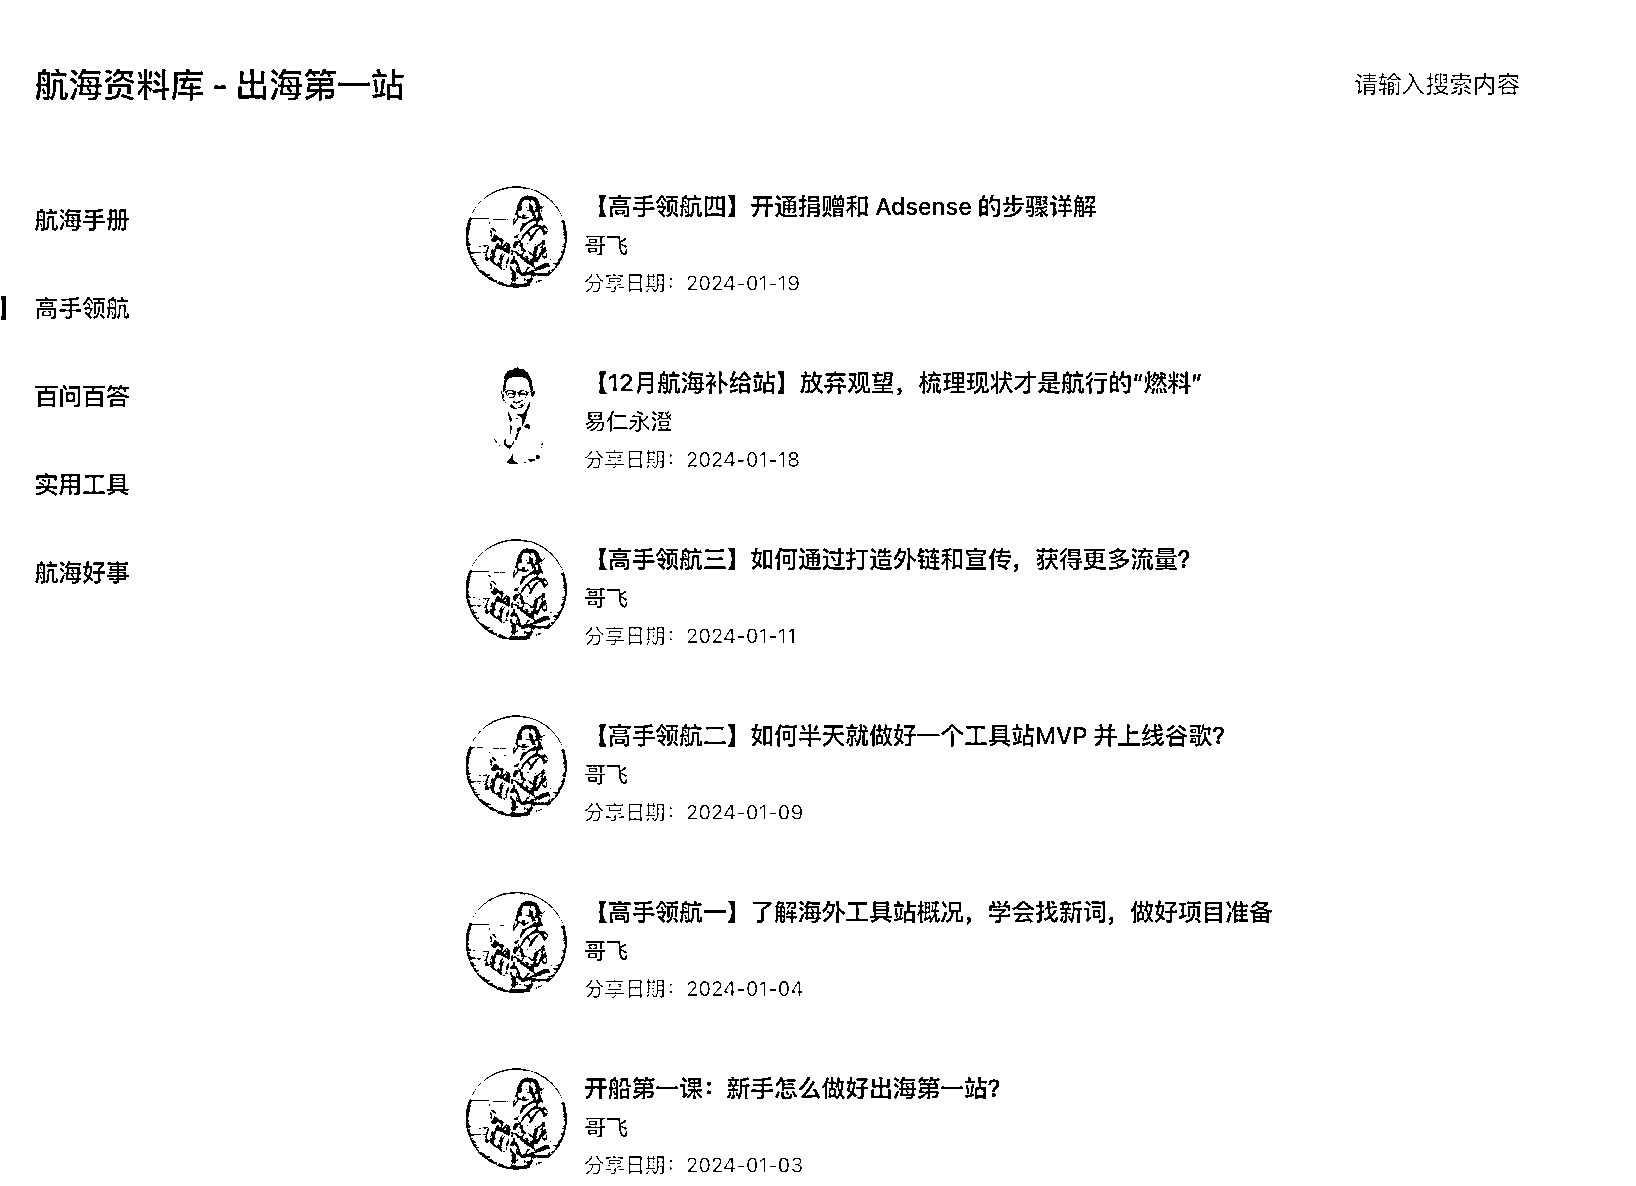 航海资料库 - 出海第一站
请输入搜索内容
航海手册
高手领航
百问百答
实用工具
航海好事
【高手领航四】开通捐赠和 Adsense 的步骤详解
哥飞
分享日期：2024-01-19
【12月航海补给站】放弃观望，梳理现状才是航行的“燃料”
易仁永澄
分享日期：2024-01-18
【高手领航三】如何通过打造外链和宣传，获得更多流量？
哥飞
分享日期：2024-01-11
【高手领航二】如何半天就做好一个工具站MVP 并上线谷歌？
哥飞
分享日期：2024-01-09
【高手领航一】了解海外工具站概况，学会找新词，做好项目准备
哥飞
分享日期：2024-01-04
开船第一课：新手怎么做好出海第一站？
哥飞
分享日期：2024-01-03